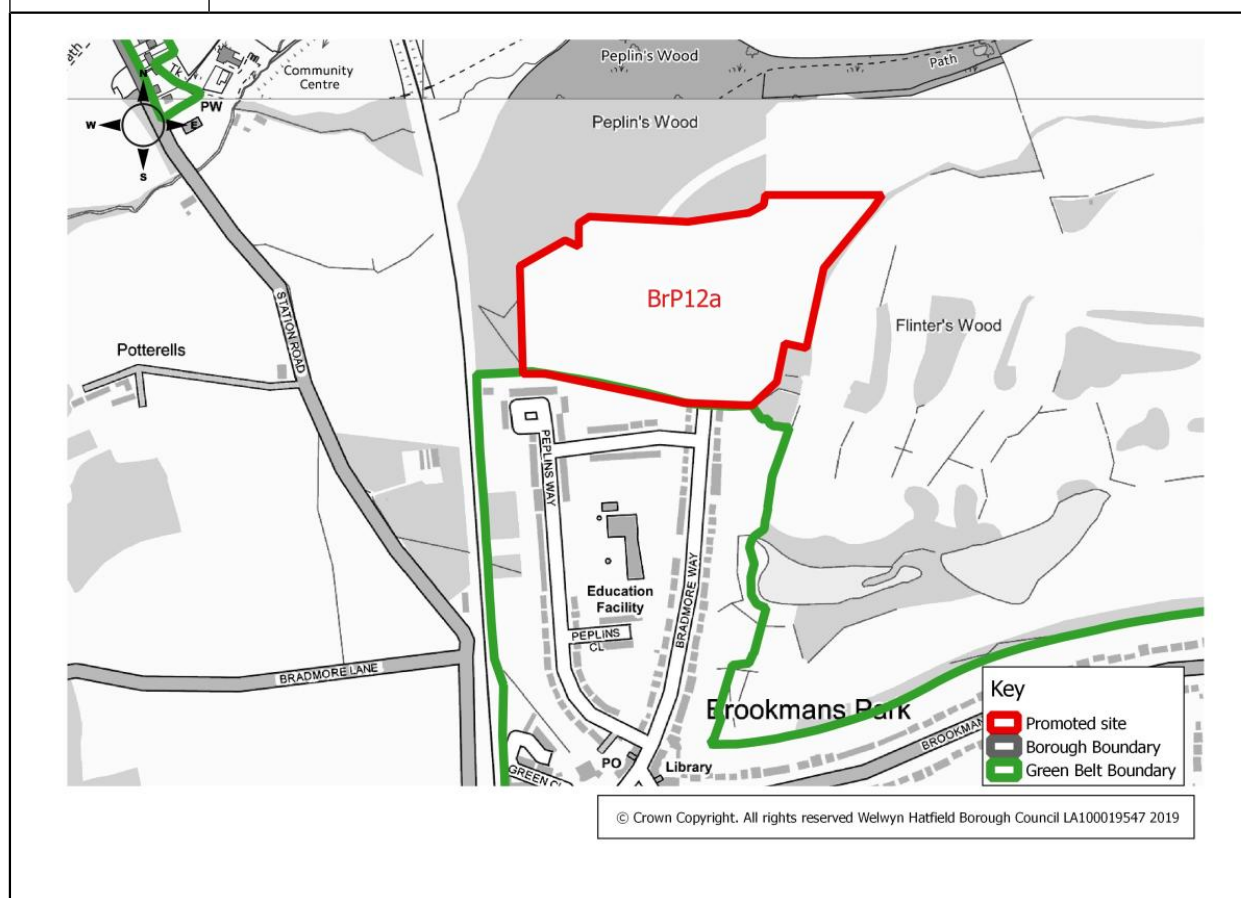 Peplin's Wood
Path
Community
Centre
Tk
N
PW
W
E
S
Peplin's Wood
BrP12a
STATION ROAD
Potterells
Flinter's Wood
PEPLINS WAY
Education
Facility
BRADMORE WAY
PEPLINS
CL
BRADMORE LANE
Brookmans Park
PO
Library
Key
Promoted site
Borough Boundary
Green Belt Boundary
© Crown Copyright. All rights reserved Welwyn Hatfield Borough Council LA100019547 2019